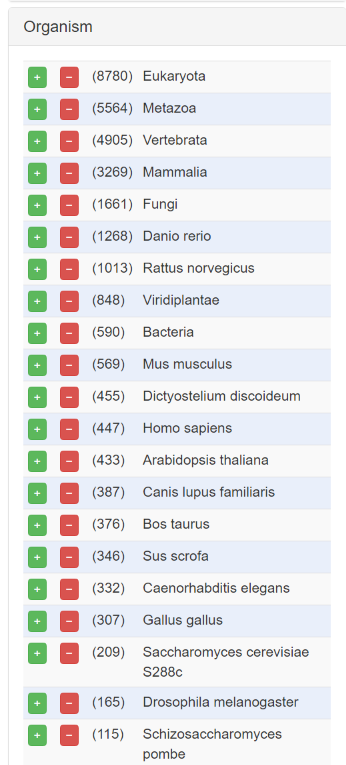 Organism
+ − (8780) Eukaryota
+ − (5564) Metazoa
+ − (4905) Vertebrata
+ − (3269) Mammalia
+ − (1661) Fungi
+ − (1268) Danio rerio
+ − (1013) Rattus norvegicus
+ − (848) Viridiplantae
+ − (590) Bacteria
+ − (569) Mus musculus
+ − (455) Dictyostelium discoideum
+ − (447) Homo sapiens
+ − (433) Arabidopsis thaliana
+ − (387) Canis lupus familiaris
+ − (376) Bos taurus
+ − (346) Sus scrofa
+ − (332) Caenorhabditis elegans
+ − (307) Gallus gallus
+ − (209) Saccharomyces cerevisiae
S288c
+ − (165) Drosophila melanogaster
+ − (115) Schizosaccharomyces
pombe